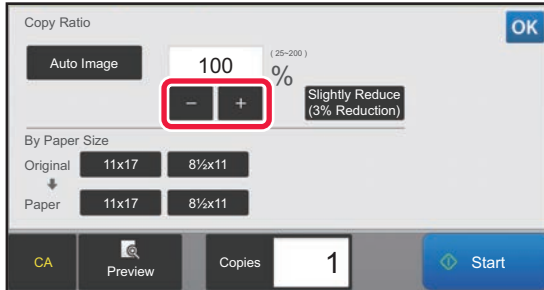 Copy Ratio
OK
Auto Image
100
(25~200)
%
− +
Slightly Reduce
(3% Reduction)
By Paper Size
Original 11x17 8½x11
Paper 11x17 8½x11
CA
Preview
Copies 1
Start